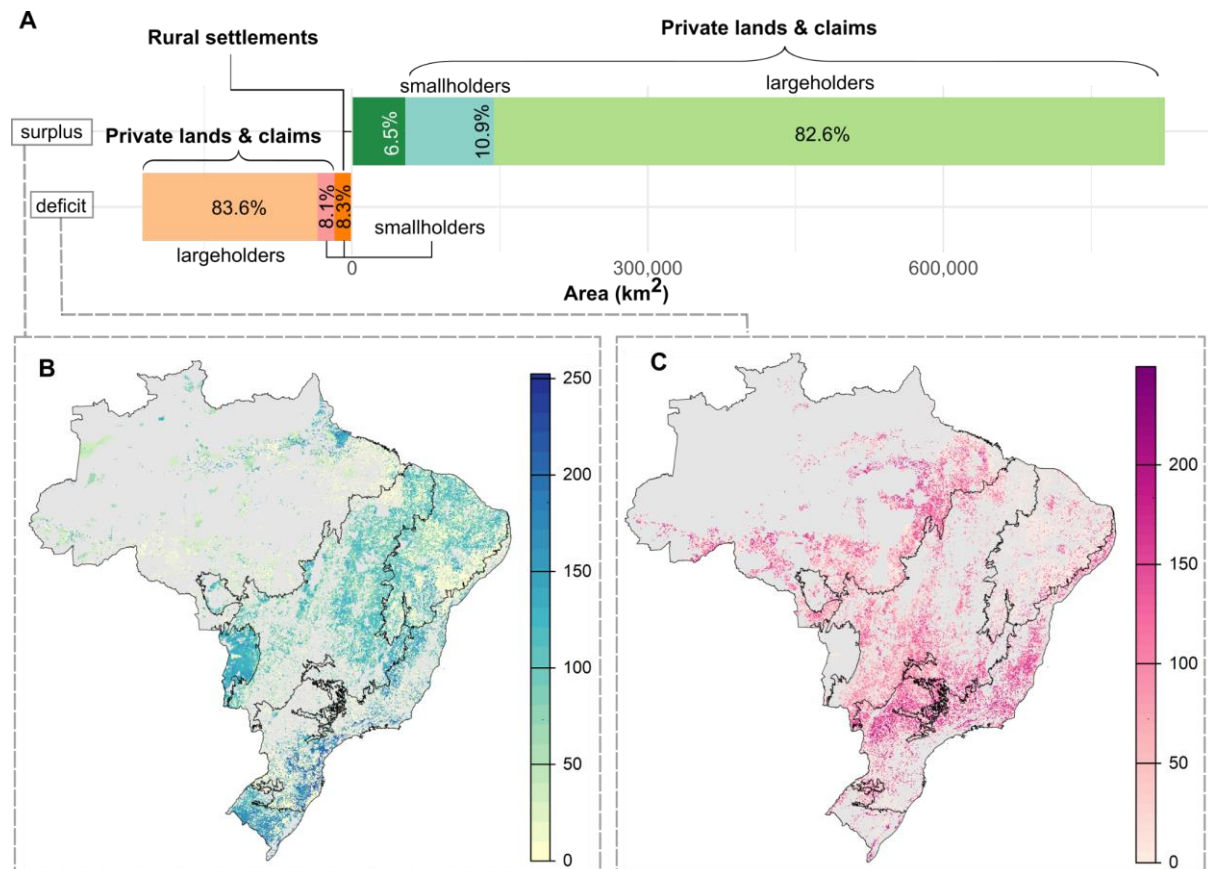 A
Rural settlements
Private lands & claims
smallholders
largeholders
surplus
6.5%
10.9%
82.6%
Private lands & claims
deficit
83.6%
8.1%
8.3%
smallholders
largeholders
0
300,000
600,000
Area (km²)
B
250
200
150
100
50
0
C
200
150
100
50
0